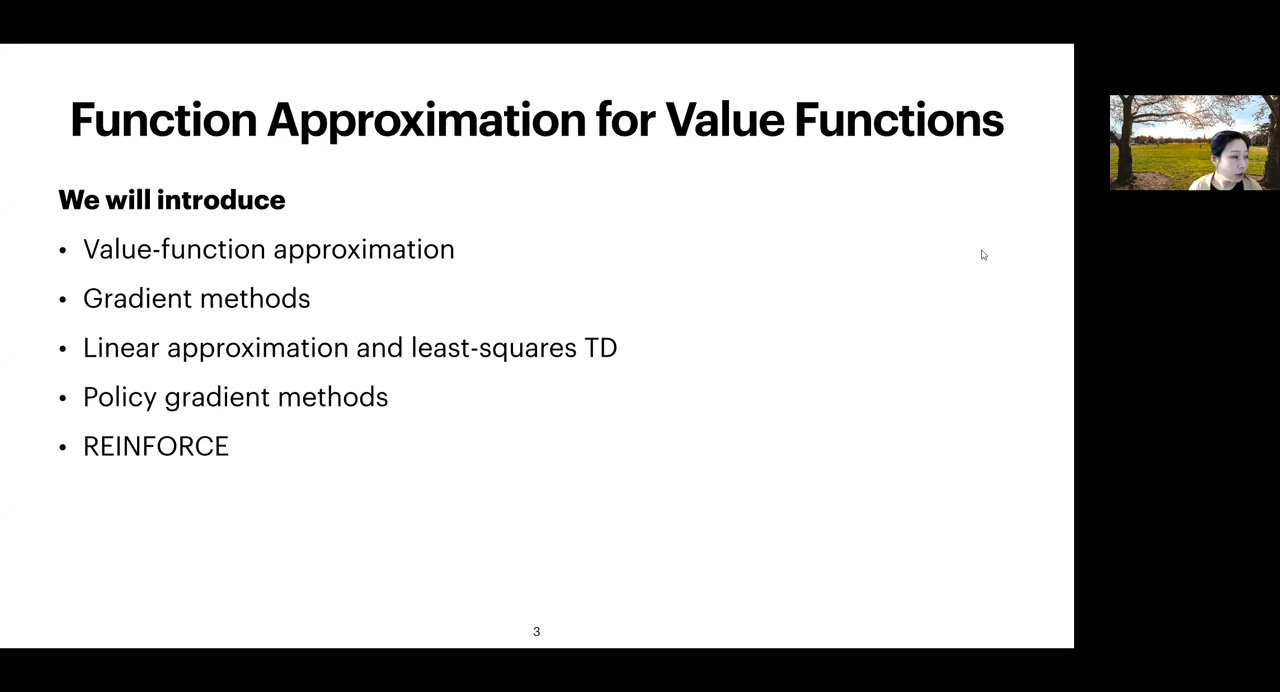 Function Approximation for Value Functions
We will introduce
• Value-function approximation
• Gradient methods
• Linear approximation and least-squares TD
• Policy gradient methods
• REINFORCE
3